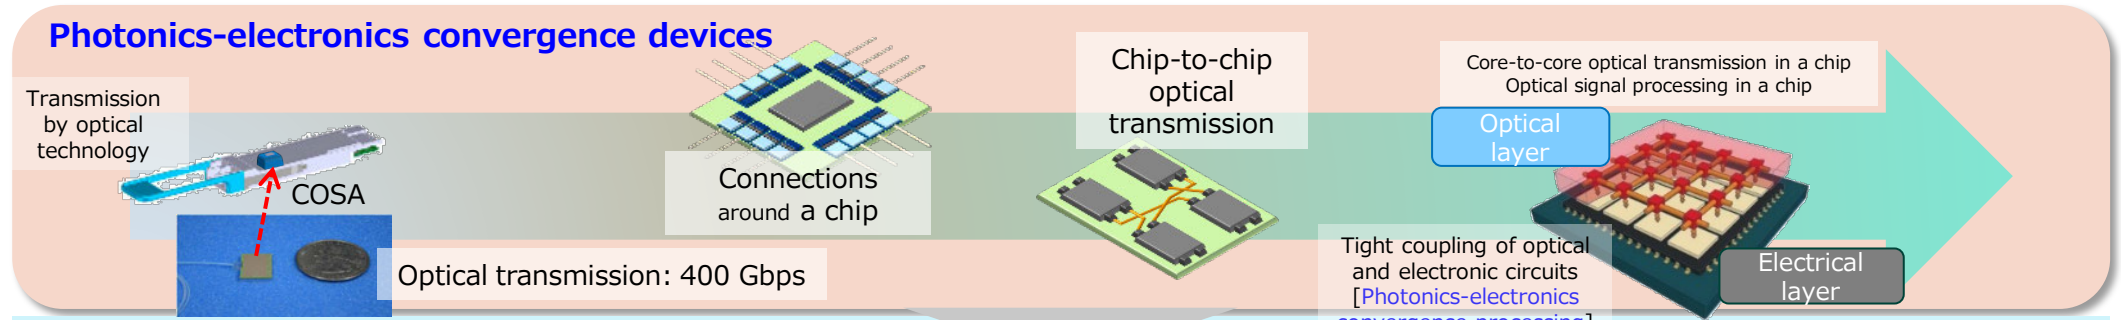 Photonics-electronics convergence devices
Transmission
by optical
technology
COSA
Optical transmission: 400 Gbps
Connections
around a chip
Chip-to-chip
optical
transmission
Core-to-core optical transmission in a chip
Optical signal processing in a chip
Optical
layer
Tight coupling of optical
and electronic circuits
[Photonics-electronics
convergence processing]
Electrical
layer